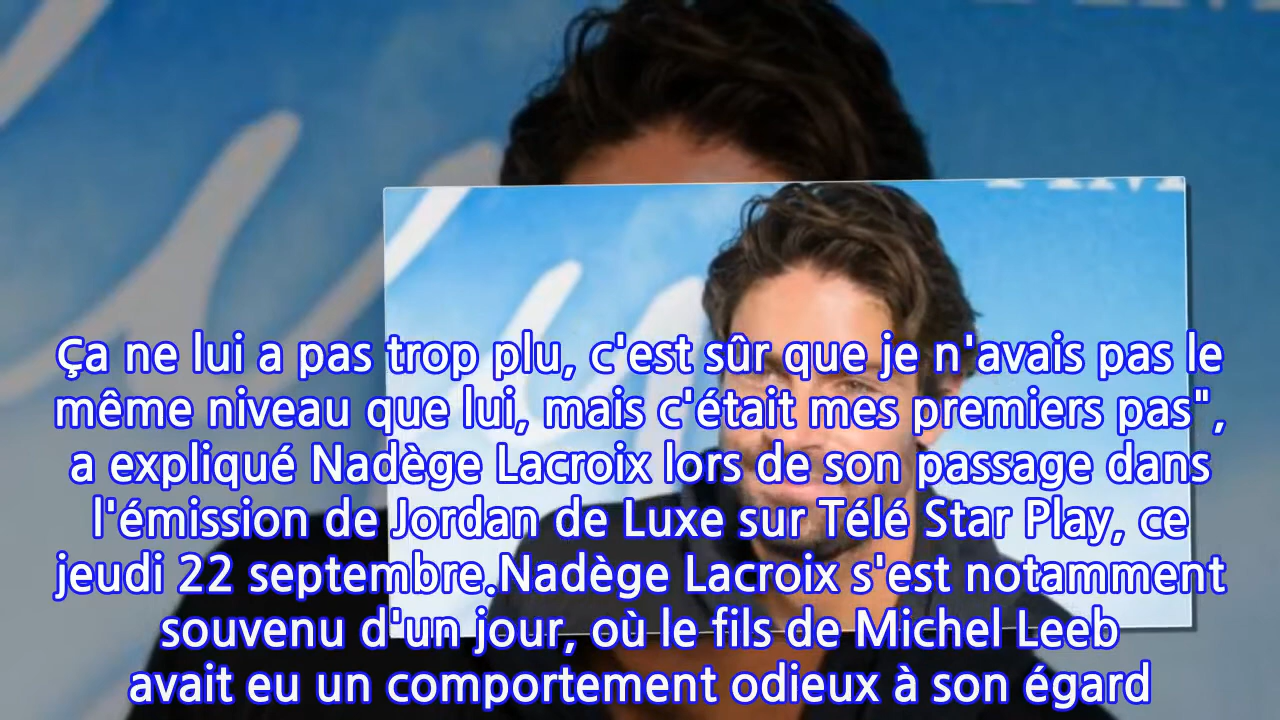 Ça ne lui a pas trop plu, c'est sûr que je n'avais pas le
même niveau que lui, mais c'était mes premiers pas",
a expliqué Nadège Lacroix lors de son passage dans
l'émission de Jordan de Luxe sur Télé Star Play, ce
jeudi 22 septembre.Nadège Lacroix s'est notamment
souvenu d'un jour, où le fils de Michel Leeb
avait eu un comportement odieux à son égard